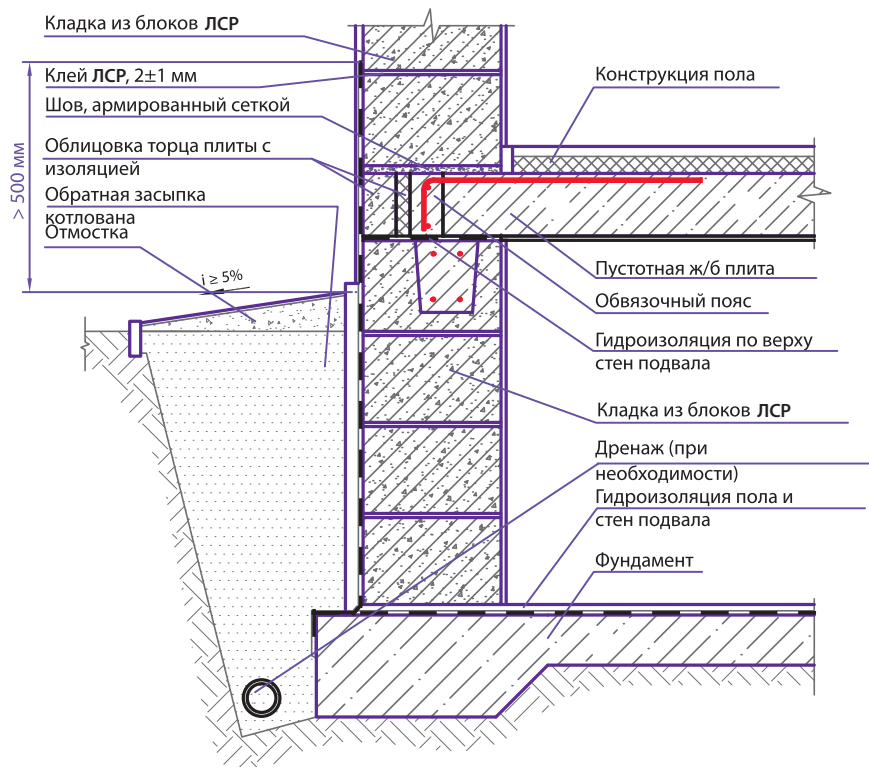 Кладка из блоков ЛСР
Клей ЛСР, 2±1 мм
Шов, армированный сеткой
Облицовка торца плиты с
изоляцией
Обратная засыпка
котлована
Отмостка
> 500 мм
i ≥ 5%
Конструкция пола
Пустотная ж/б плита
Обвязочный пояс
Гидроизоляция по верху
стен подвала
Кладка из блоков ЛСР
Дренаж (при
необходимости)
Гидроизоляция пола и
стен подвала
Фундамент